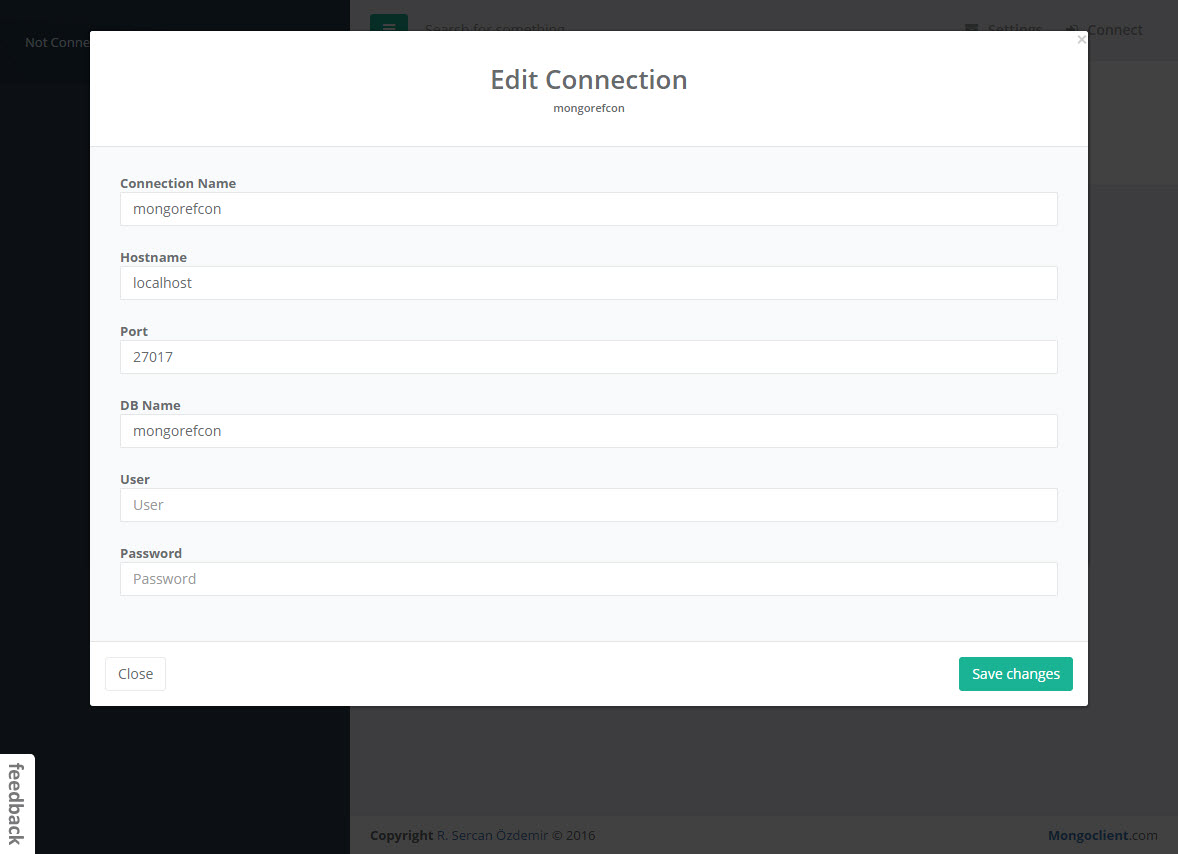 Not Conne
Search for something
Settings
Connect
×
Edit Connection
mongorefcon
Connection Name
mongorefcon
Hostname
localhost
Port
27017
DB Name
mongorefcon
User
User
Password
Password
Close
Save changes
feedback
Copyright R. Sercan Özdemir © 2016
Mongoclient.com